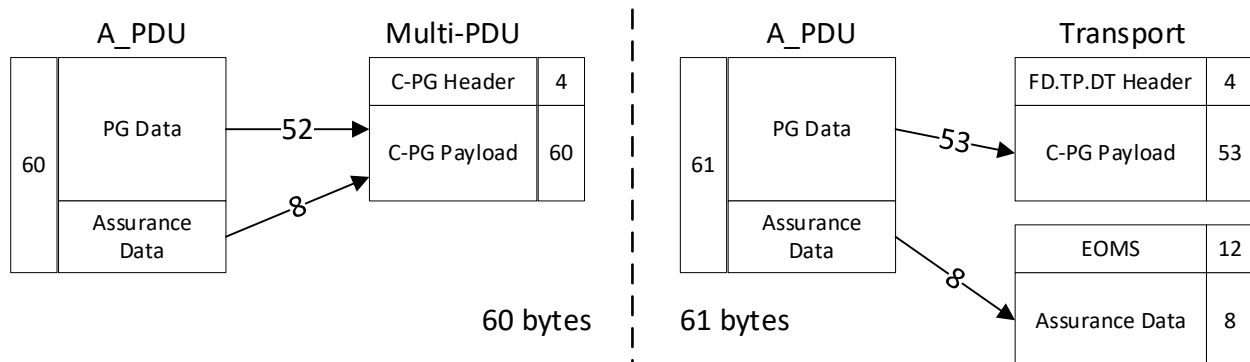 A_PDU
Multi-PDU
60
PG Data
Assurance
Data
52
8
C-PG Header
4
C-PG Payload
60
60 bytes
A_PDU
Transport
61
PG Data
Assurance
Data
53
8
FD.TP.DT Header
4
C-PG Payload
53
EOMS
12
Assurance Data
8
61 bytes